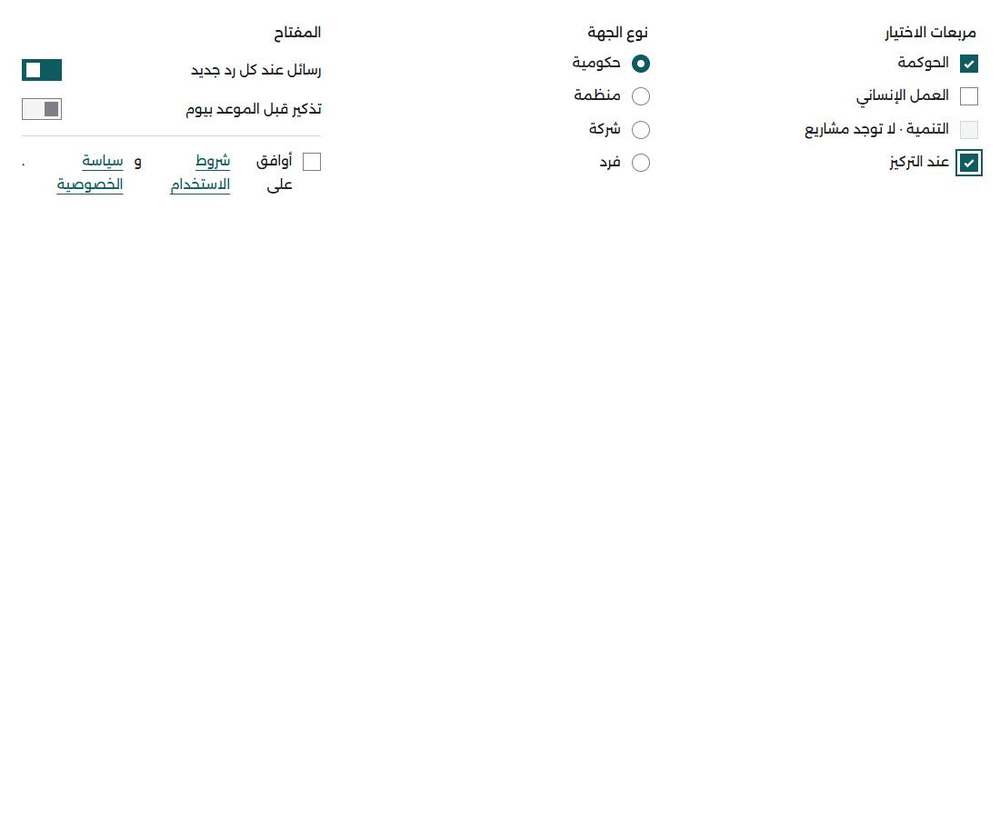 مربعات الاختيار
الحوكمة
العمل الإنساني
التنمية · لا توجد مشاريع
عند التركيز
نوع الجهة
حكومية
منظمة
شركة
فرد
المفتاح
رسائل عند كل رد جديد
تذكير قبل الموعد بيوم
أوافق على
شروط الاستخدام
و
سياسة الخصوصية
.